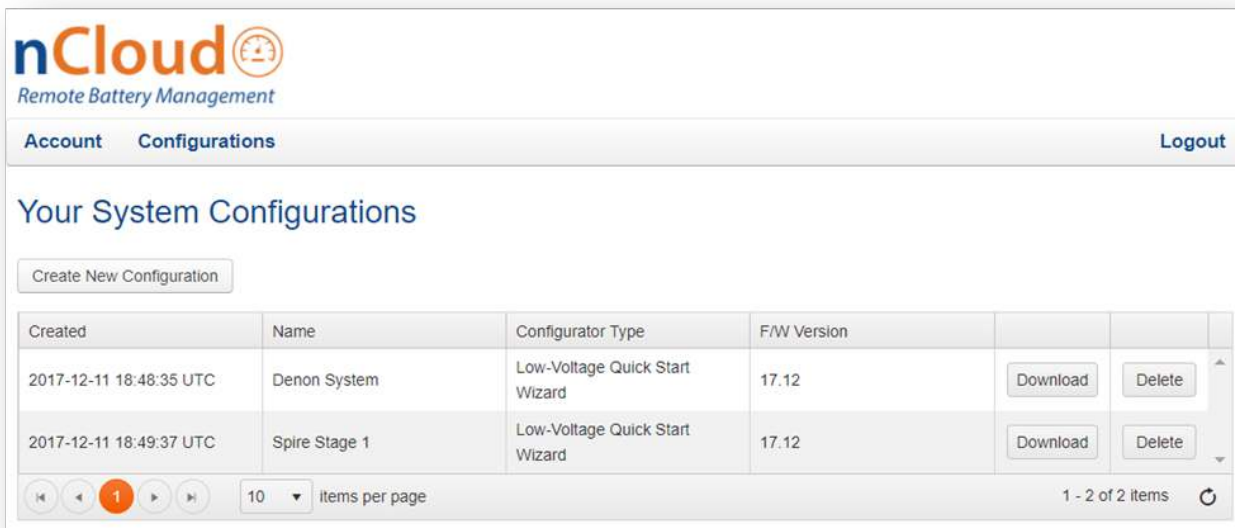 nCloud
Remote Battery Management
Account Configurations Logout
Your System Configurations
Create New Configuration
Created Name Configurator Type F/W Version
2017-12-11 18:48:35 UTC Denon System Low-Voltage Quick Start Wizard 17.12 Download Delete
2017-12-11 18:49:37 UTC Spire Stage 1 Low-Voltage Quick Start Wizard 17.12 Download Delete
1 10 items per page 1 - 2 of 2 items